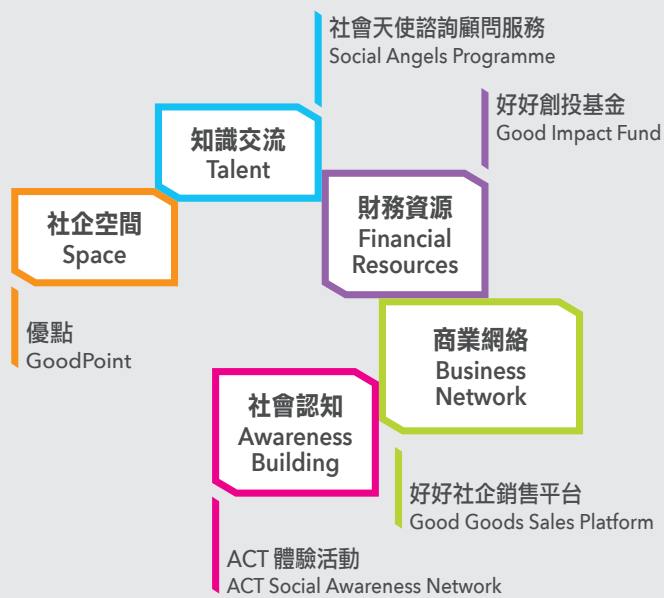 社會天使諮詢顧問服務
Social Angels Programme
好好創投基金
Good Impact Fund
知識交流
Talent
財務資源
Financial
Resources
社企空間
Space
優點
GoodPoint
商業網絡
Business
Network
社會認知
Awareness
Building
好好社企銷售平台
Good Goods Sales Platform
ACT 體驗活動
ACT Social Awareness Network